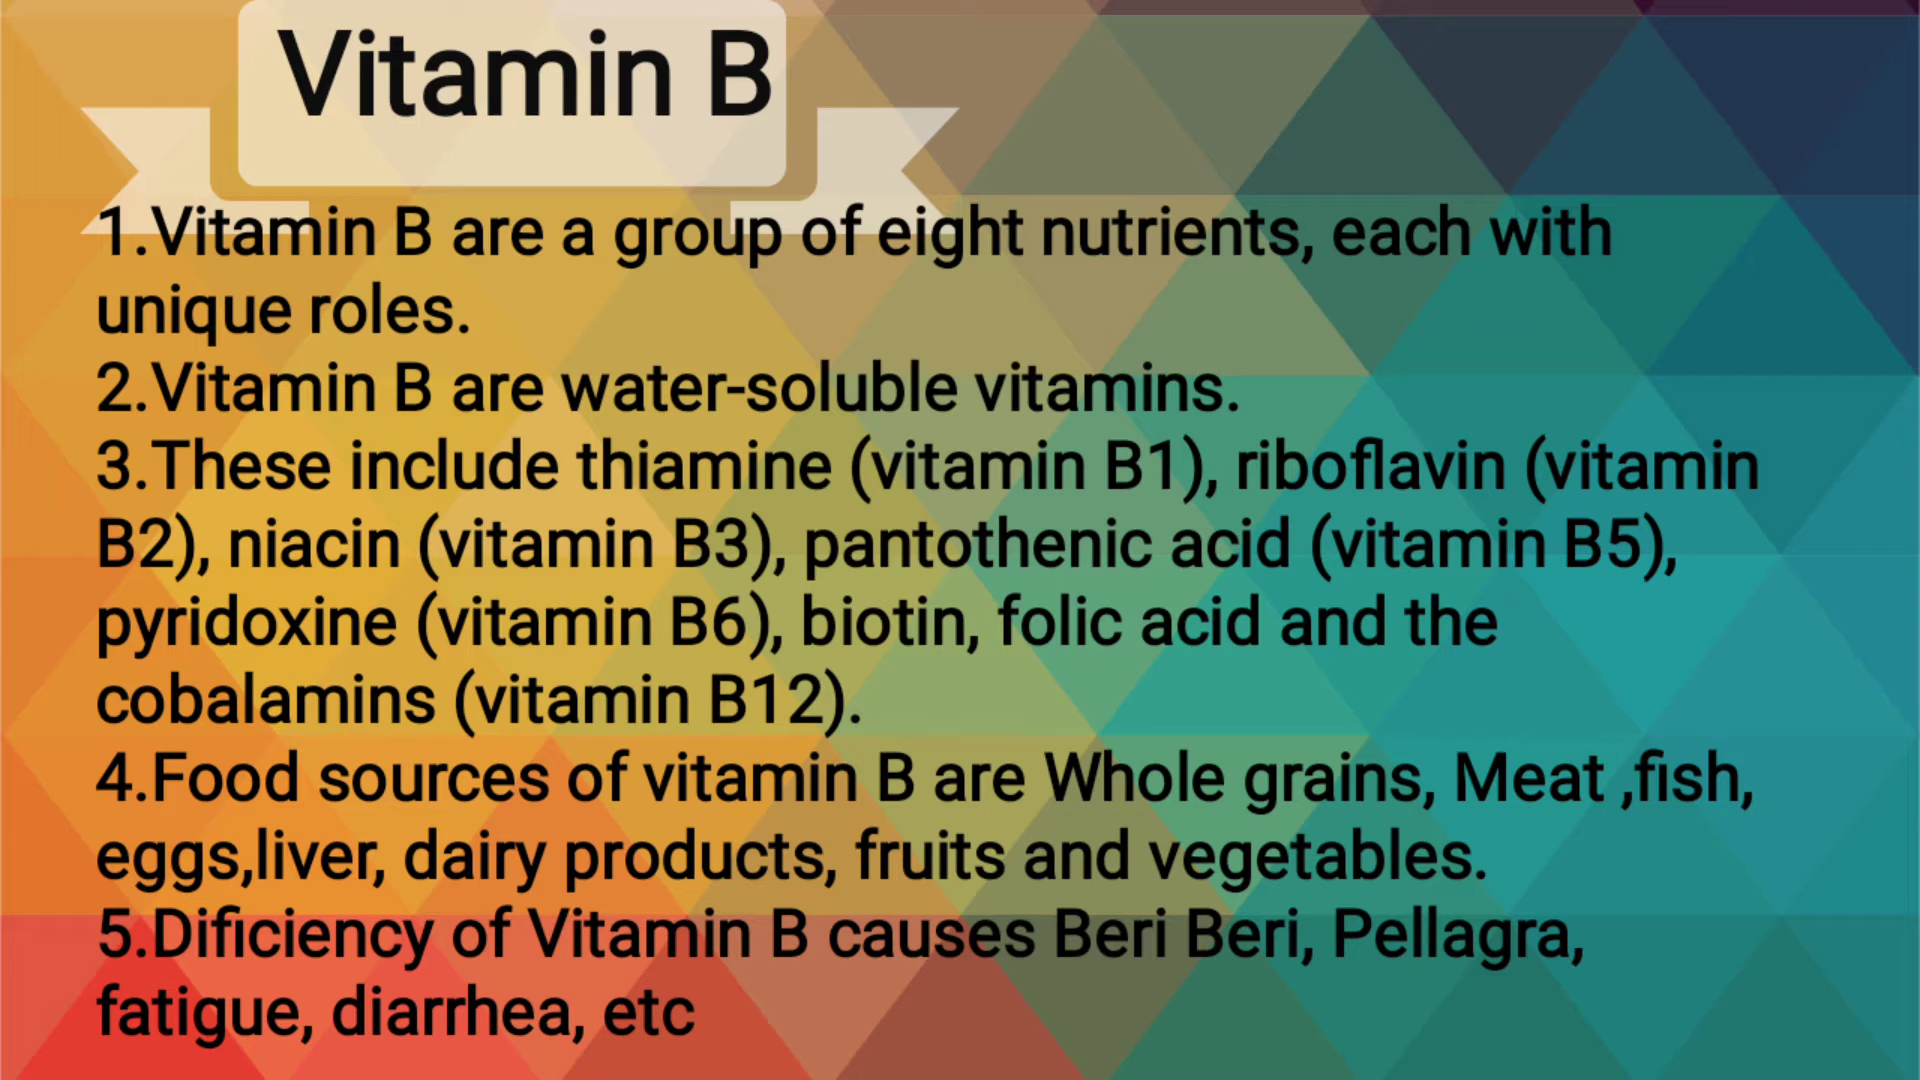 Vitamin B
1.Vitamin B are a group of eight nutrients, each with
unique roles.
2.Vitamin B are water-soluble vitamins.
3.These include thiamine (vitamin B1), riboflavin (vitamin
B2), niacin (vitamin B3), pantothenic acid (vitamin B5),
pyridoxine (vitamin B6), biotin, folic acid and the
cobalamins (vitamin B12).
4.Food sources of vitamin B are Whole grains, Meat ,fish,
eggs,liver, dairy products, fruits and vegetables.
5.Dificiency of Vitamin B causes Beri Beri, Pellagra,
fatigue, diarrhea, etc